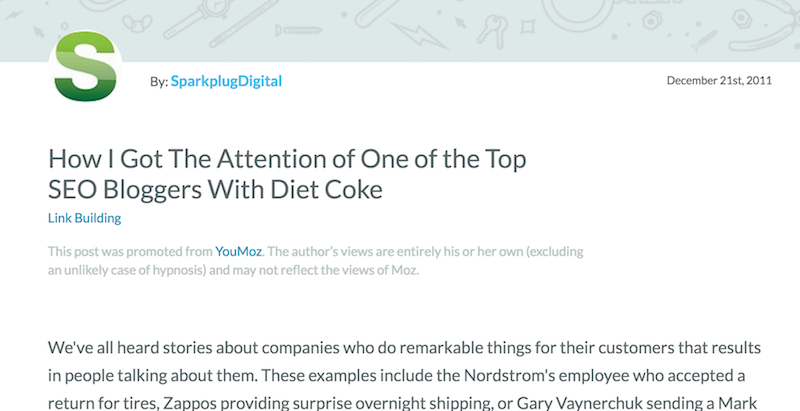 S
By: SparkplugDigital
December 21st, 2011
How I Got The Attention of One of the Top
SEO Bloggers With Diet Coke
Link Building
This post was promoted from YouMoz. The author's views are entirely his or her own (excluding
an unlikely case of hypnosis) and may not reflect the views of Moz.
We've all heard stories about companies who do remarkable things for their customers that results
in people talking about them. These examples include the Nordstrom's employee who accepted a
return for tires, Zappos providing surprise overnight shipping, or Gary Vaynerchuk sending a Mark